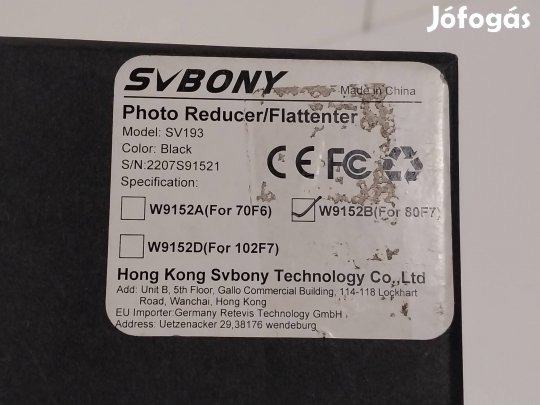 Jófogás
SVBONY
Made in China
Photo Reducer/Flattenter
Model: SV193
Color: Black
S/N:2207S91521
Specification:
CE FC
W9152A(For 70F6) W9152B(For 80F7)
W9152D(For 102F7)
Hong Kong Svbony Technology Co,.Ltd
Add: Unit B, 5th Floor, Gallo Commercial Building, 114-118 Lockhart
Road, Wanchai, Hong Kong
EU Importer:Germany Retevis Technology GmbH
Address: Uetzenacker 29,38176 wendeburg